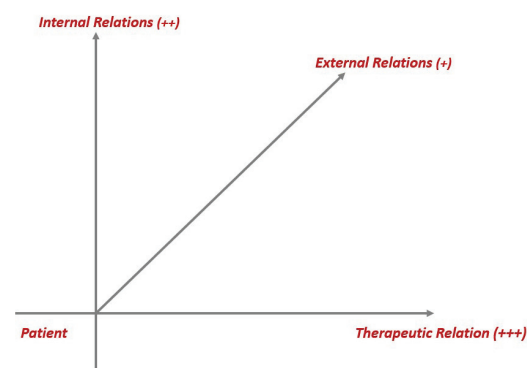 Internal Relations (++)
External Relations (+)
Patient
Therapeutic Relation (+++)